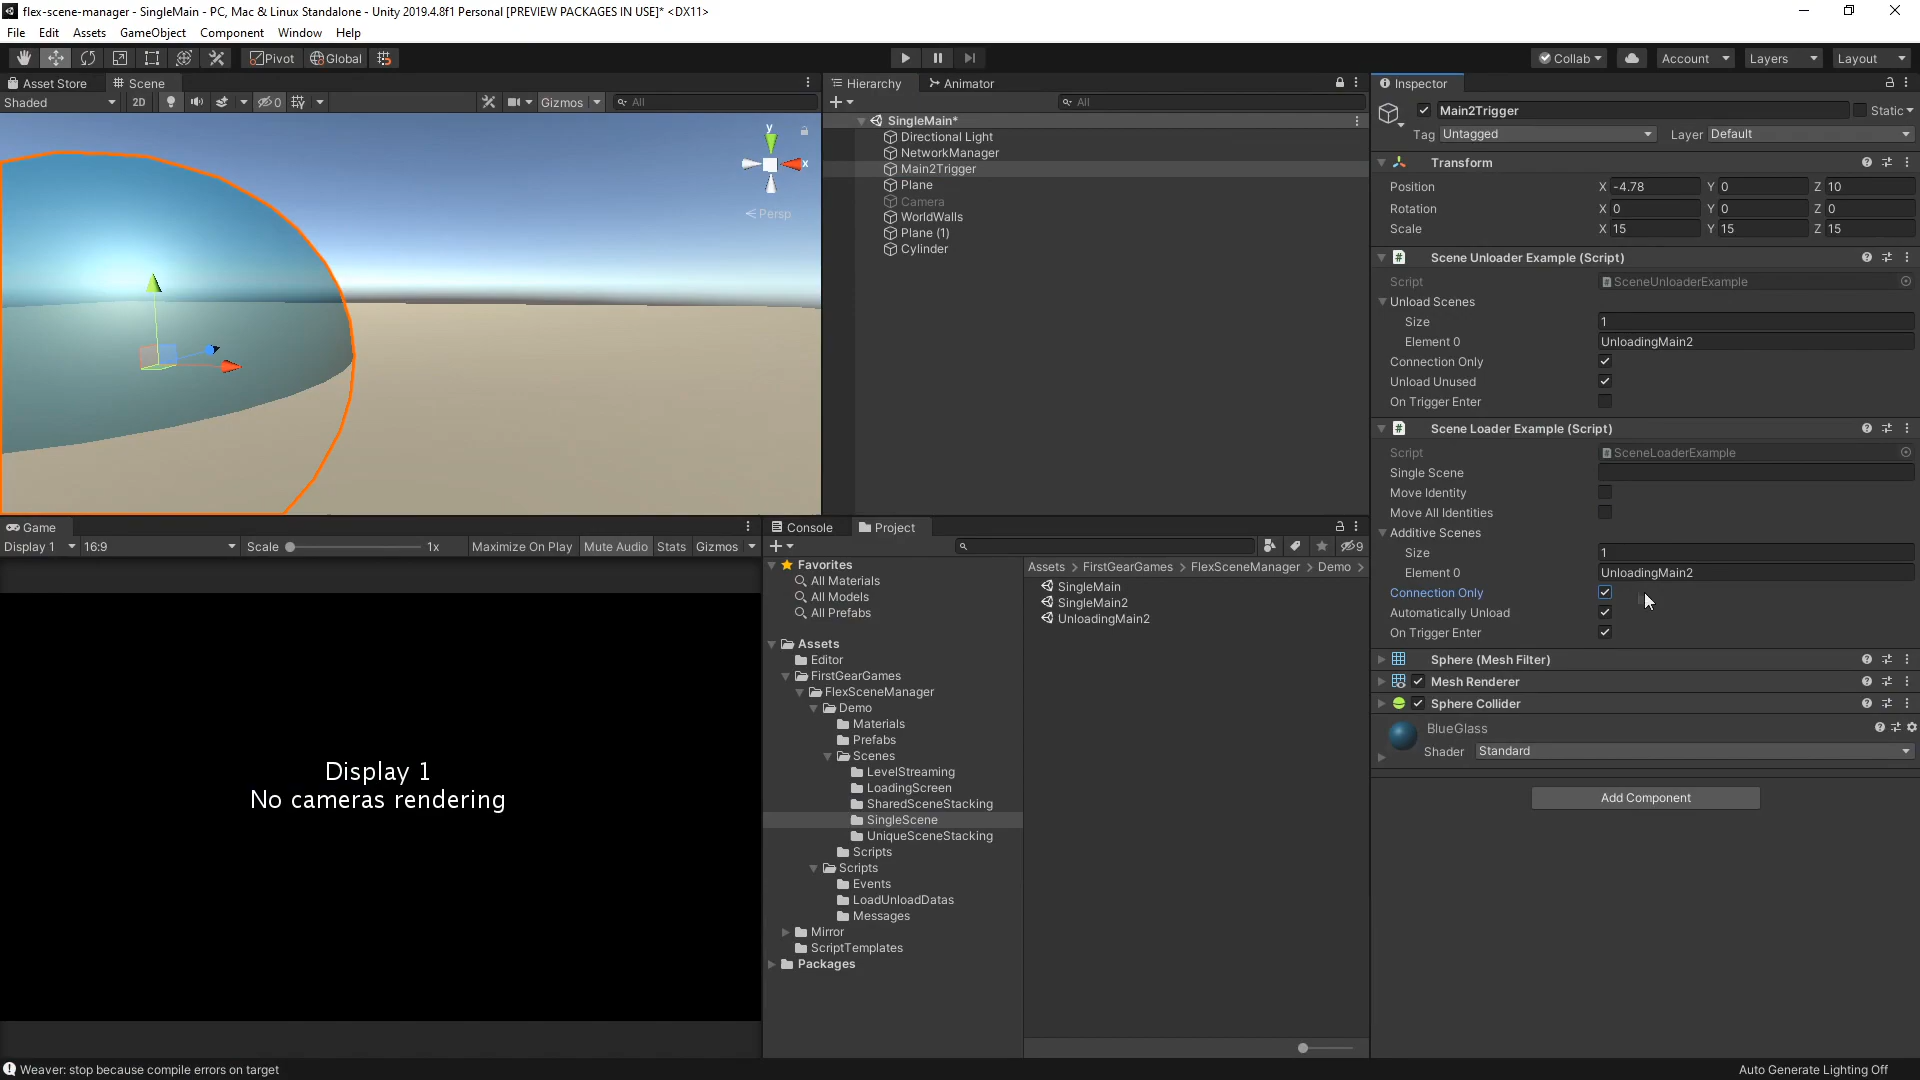 flex-scene-manager - SingleMain - PC, Mac & Linux Standalone - Unity 2019.4.8f1 Personal [PREVIEW PACKAGES IN USE]* <DX11>
File Edit Assets GameObject Component Window Help
Pivot Global Collab Account Layers Layout
Asset Store Scene
Shaded 2D 0 Gizmos All
y
x
Persp
Hierarchy Animator
All
SingleMain*
Directional Light
NetworkManager
Main2Trigger
Plane
Camera
WorldWalls
Plane (1)
Cylinder
Game
Display 1 16:9 Scale 1x Maximize On Play Mute Audio Stats Gizmos
Display 1
No cameras rendering
Console Project
9
Favorites
All Materials
All Models
All Prefabs
Assets
Editor
FirstGearGames
FlexSceneManager
Demo
Materials
Prefabs
Scenes
LevelStreaming
LoadingScreen
SharedSceneStacking
SingleScene
UniqueSceneStacking
Scripts
Scripts
Events
LoadUnloadDatas
Messages
Mirror
ScriptTemplates
Packages
Assets > FirstGearGames > FlexSceneManager > Demo >
SingleMain
SingleMain2
UnloadingMain2
Inspector
Main2Trigger Static
Tag Untagged Layer Default
Transform
Position X -4.78 Y 0 Z 10
Rotation X 0 Y 0 Z 0
Scale X 15 Y 15 Z 15
# Scene Unloader Example (Script)
Script # SceneUnloaderExample
Unload Scenes
Size 1
Element 0 UnloadingMain2
Connection Only
Unload Unused
On Trigger Enter
# Scene Loader Example (Script)
Script # SceneLoaderExample
Single Scene
Move Identity
Move All Identities
Additive Scenes
Size 1
Element 0 UnloadingMain2
Connection Only
Automatically Unload
On Trigger Enter
Sphere (Mesh Filter)
Mesh Renderer
Sphere Collider
BlueGlass
Shader Standard
Add Component
Weaver: stop because compile errors on target
Auto Generate Lighting Off